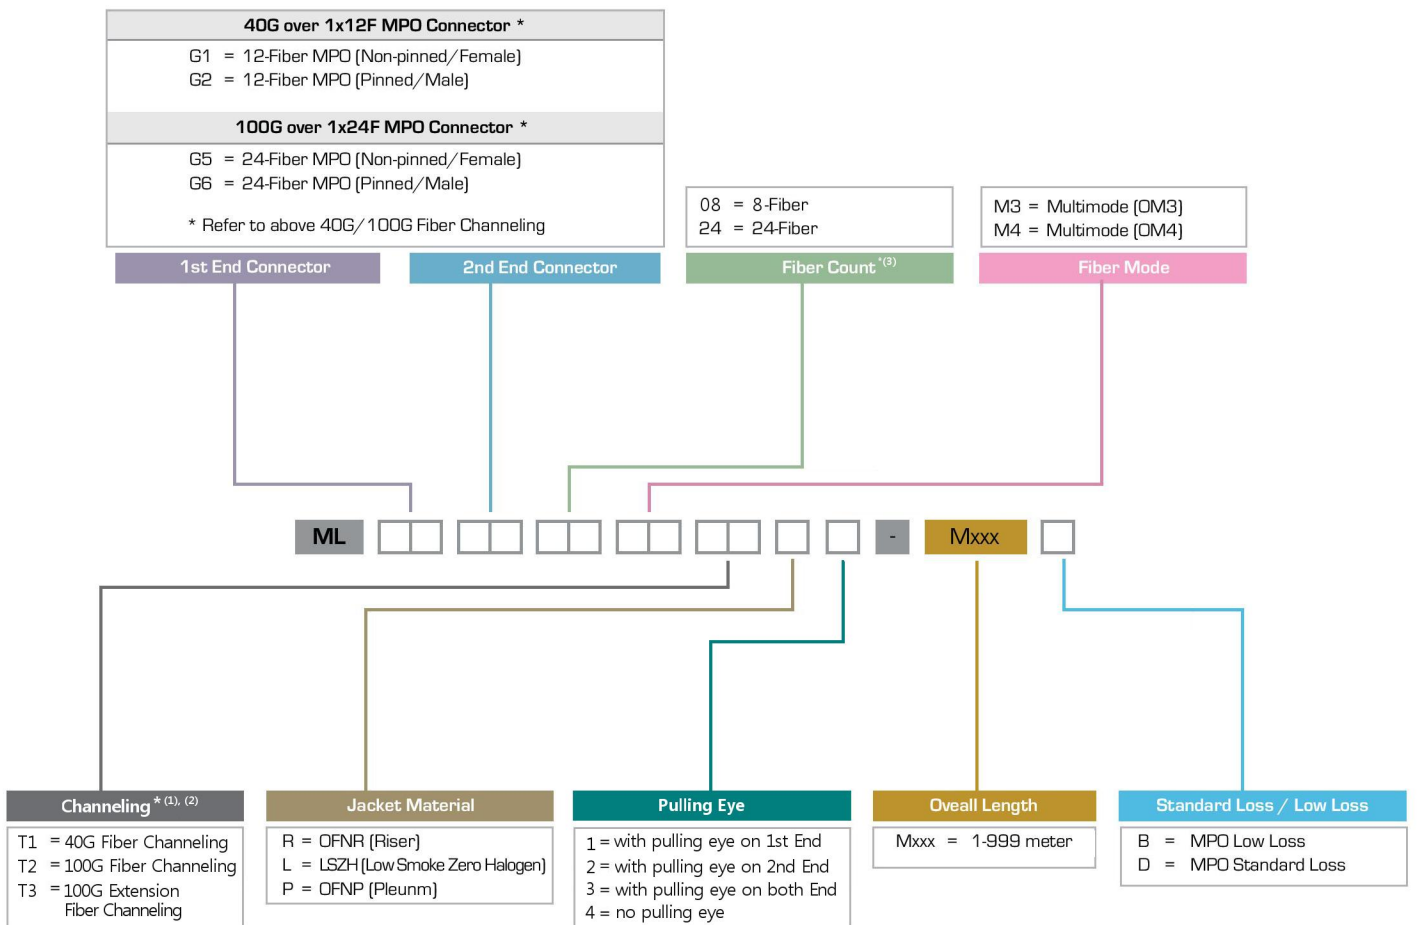 40G over 1x12F MPO Connector *
G1 = 12-Fiber MPO (Non-pinned/Female)
G2 = 12-Fiber MPO (Pinned/Male)
100G over 1x24F MPO Connector *
G5 = 24-Fiber MPO (Non-pinned/Female)
G6 = 24-Fiber MPO (Pinned/Male)
* Refer to above 40G/100G Fiber Channeling
08 = 8-Fiber
24 = 24-Fiber
M3 = Multimode (OM3)
M4 = Multimode (OM4)
1st End Connector
2nd End Connector
Fiber Count *(3)
Fiber Mode
ML
-
Mxxx
Channeling * (1), (2)
T1 = 40G Fiber Channeling
T2 = 100G Fiber Channeling
T3 = 100G Extension
Fiber Channeling
Jacket Material
R = OFNR (Riser)
L = LSZH (Low Smoke Zero Halogen)
P = OFNP (Pleunm)
Pulling Eye
1 = with pulling eye on 1st End
2 = with pulling eye on 2nd End
3 = with pulling eye on both End
4 = no pulling eye
Oveall Length
Mxxx = 1-999 meter
Standard Loss / Low Loss
B = MPO Low Loss
D = MPO Standard Loss